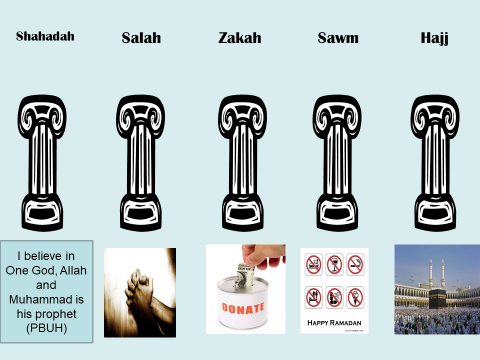 Shahadah
Salah
Zakah
Sawm
Hajj
I believe in
One God, Allah
and
Muhammad is
his prophet
(PBUH)
DONATE
HAPPY RAMADAN